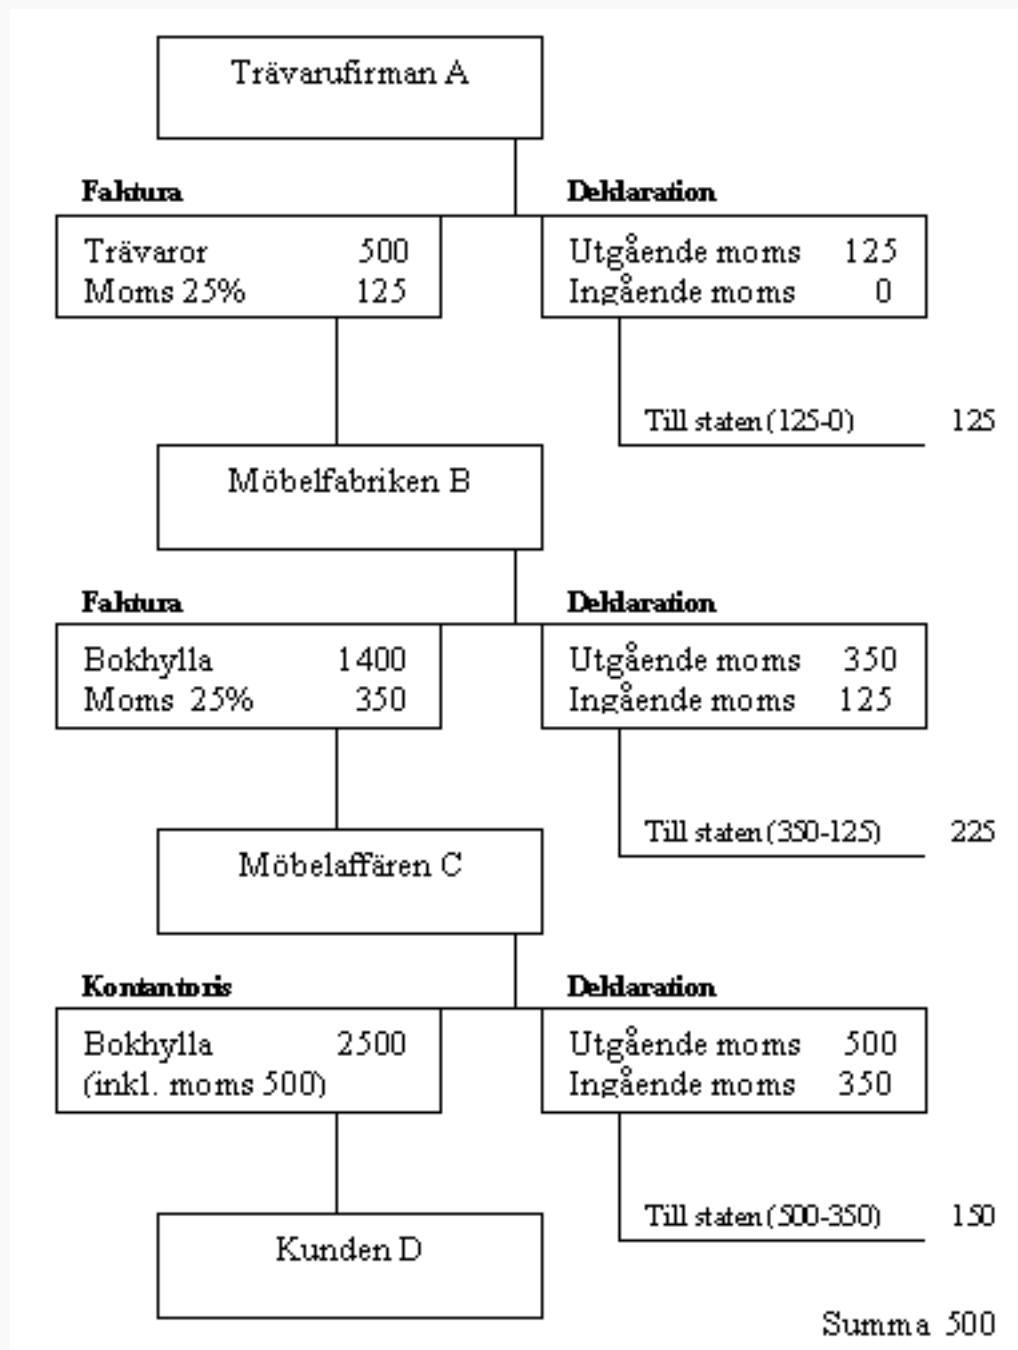 Trävarufirman A
Faktura
Deklaration
Trävaror 500
Moms 25% 125
Utgående moms 125
Ingående moms 0
Till staten (125-0) 125
Möbelfabriken B
Faktura
Deklaration
Bokhylla 1400
Moms 25% 350
Utgående moms 350
Ingående moms 125
Till staten (350-125) 225
Möbelaffären C
Kontantoris
Deklaration
Bokhylla 2500
(inkl. moms 500)
Utgående moms 500
Ingående moms 350
Till staten (500-350) 150
Kunden D
Summa 500